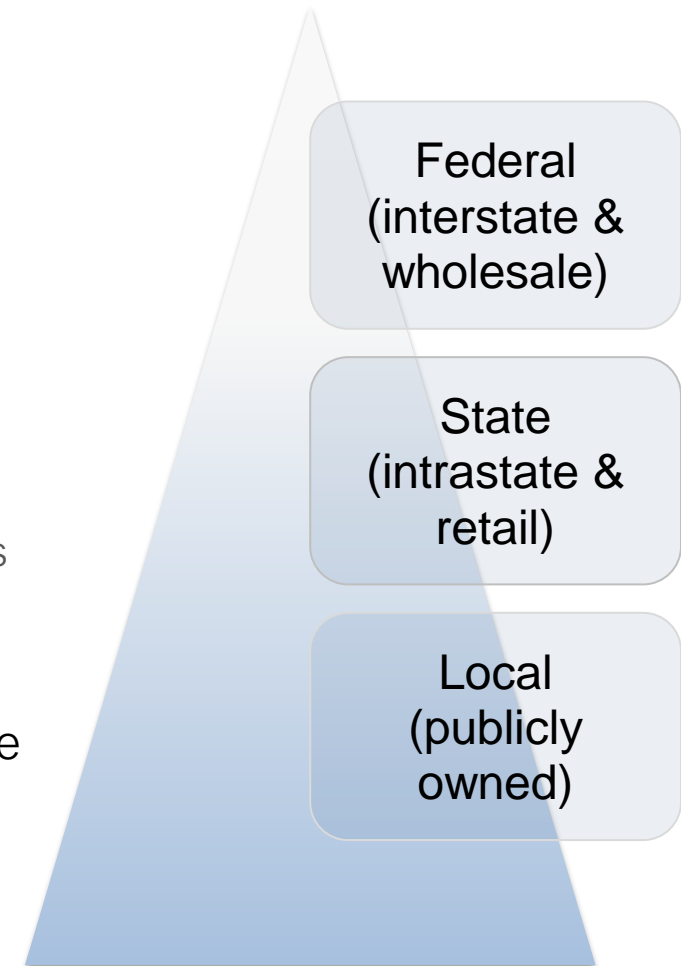 Federal
(interstate &
wholesale)
State
(intrastate &
retail)
s
Local
(publicly
owned)
e